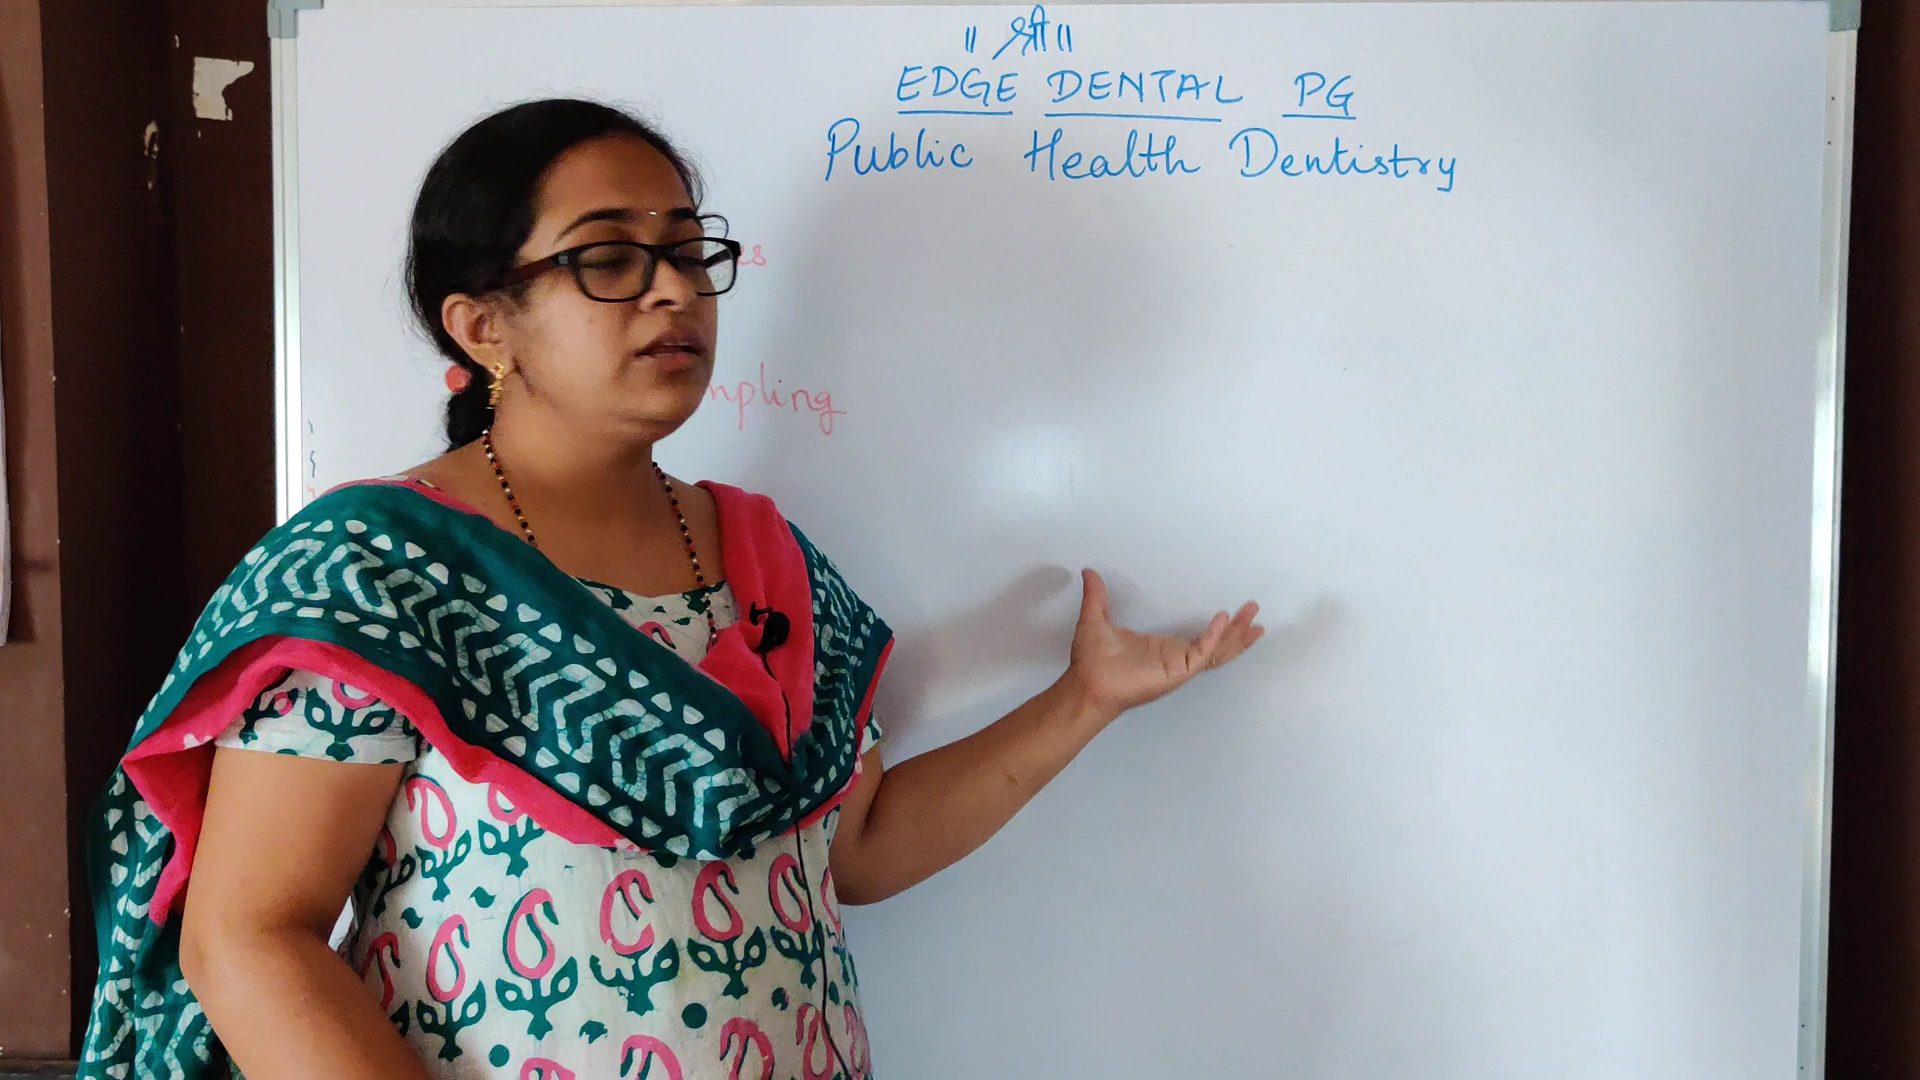 ॥ श्री ॥
EDGE DENTAL PG
Public Health Dentistry